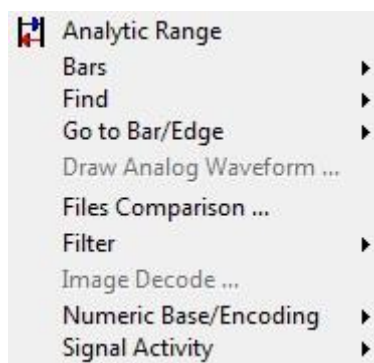 Analytic Range
Bars
Find
Go to Bar/Edge
Draw Analog Waveform ...
Files Comparison ...
Filter
Image Decode ...
Numeric Base/Encoding
Signal Activity